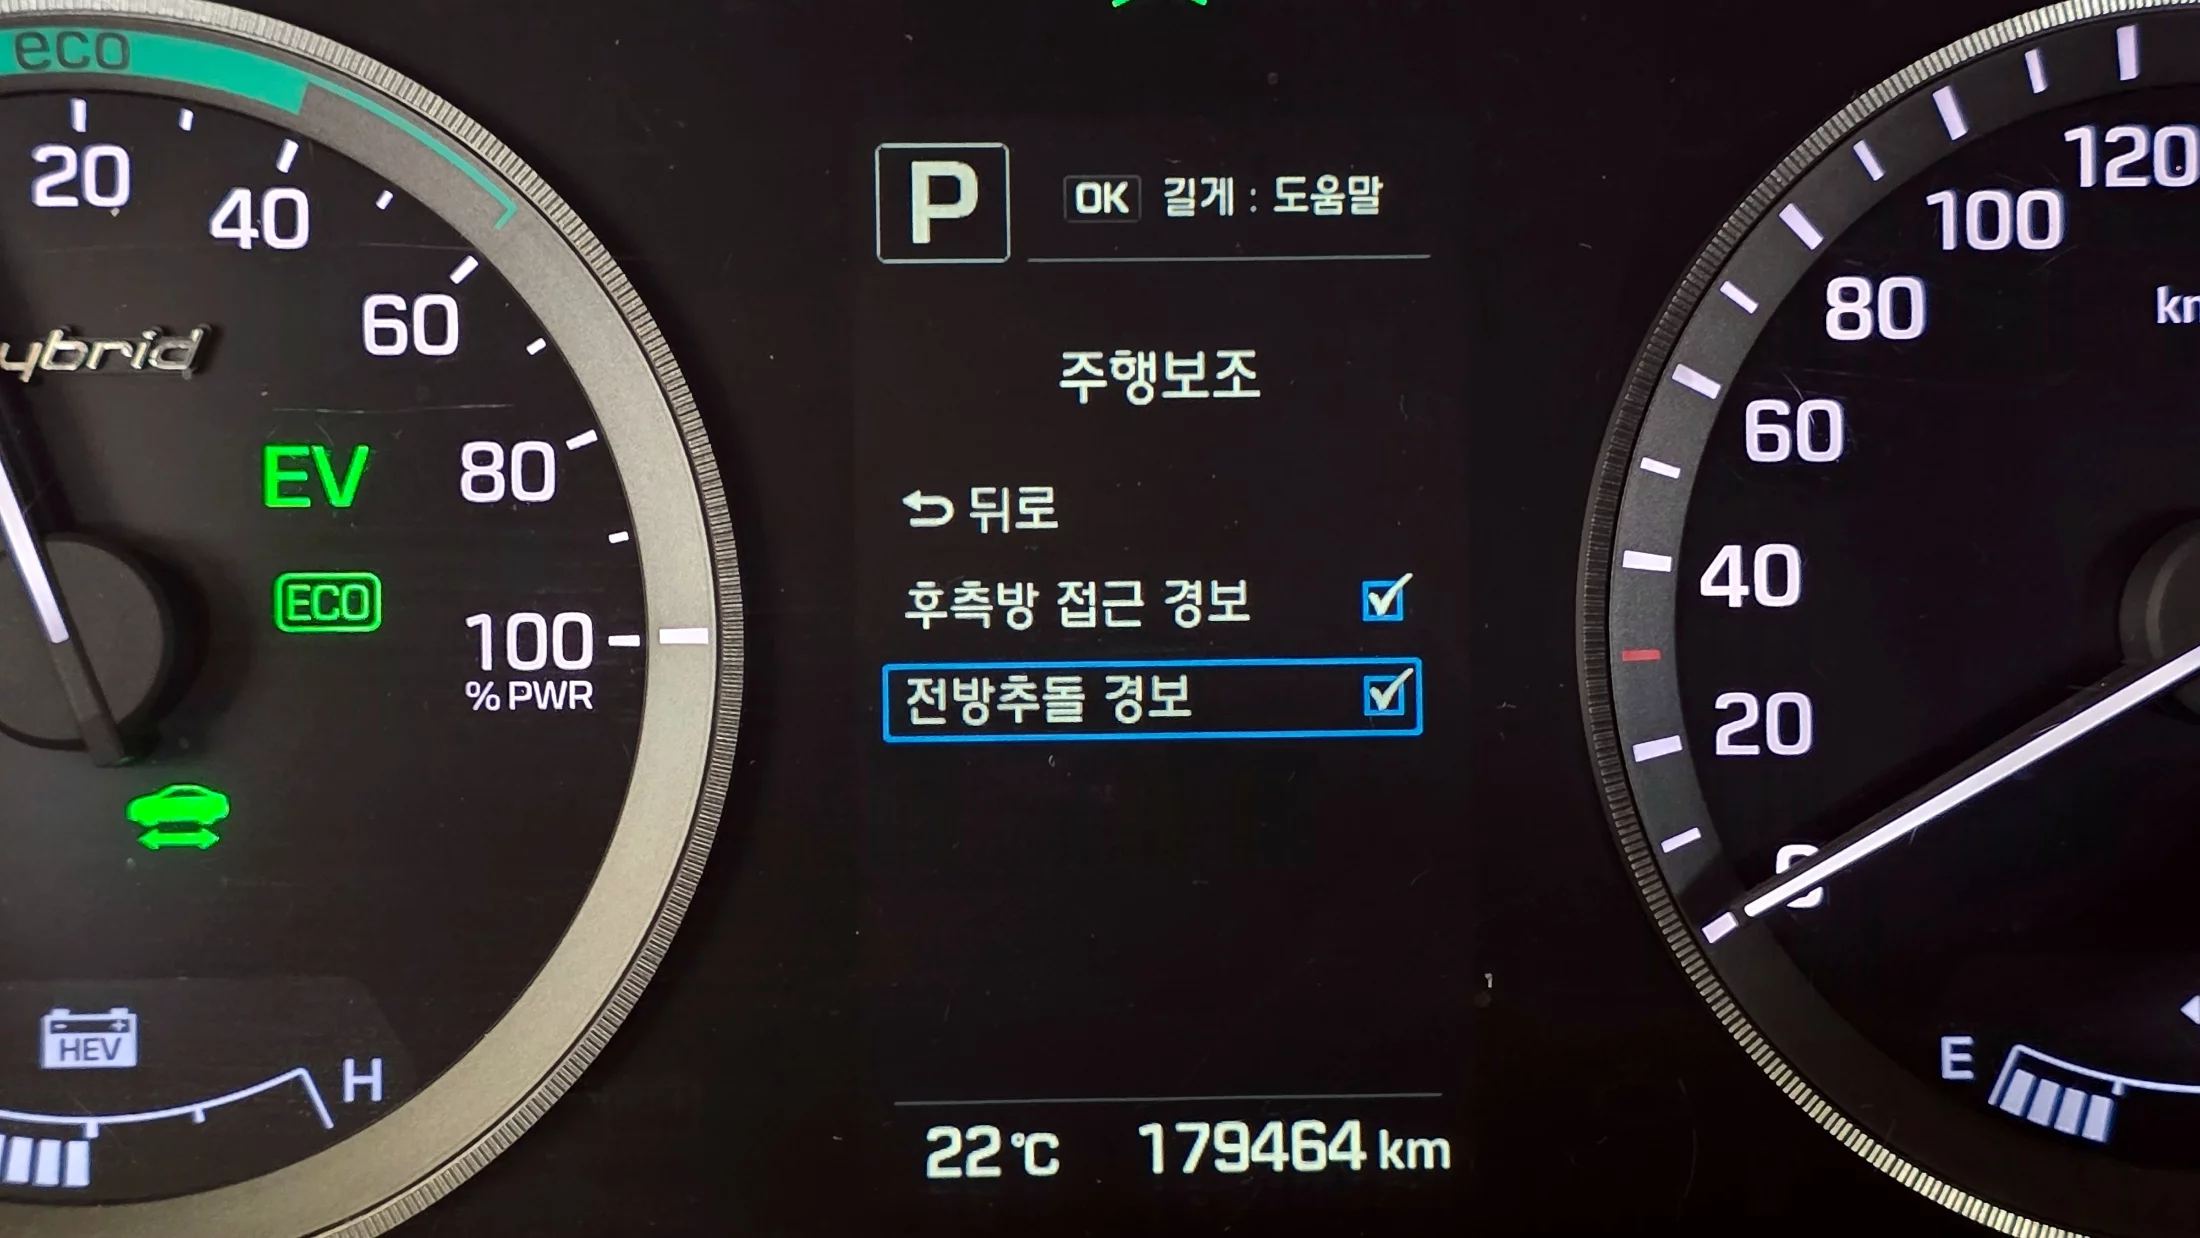 eco
20
40
60
80
100
% PWR
ybrid
EV
ECO
HEV
H
P
OK 길게 : 도움말
주행보조
뒤로
후측방 접근 경보
전방추돌 경보
22 °C 179464 km
120
100
80
60
40
20
0
E